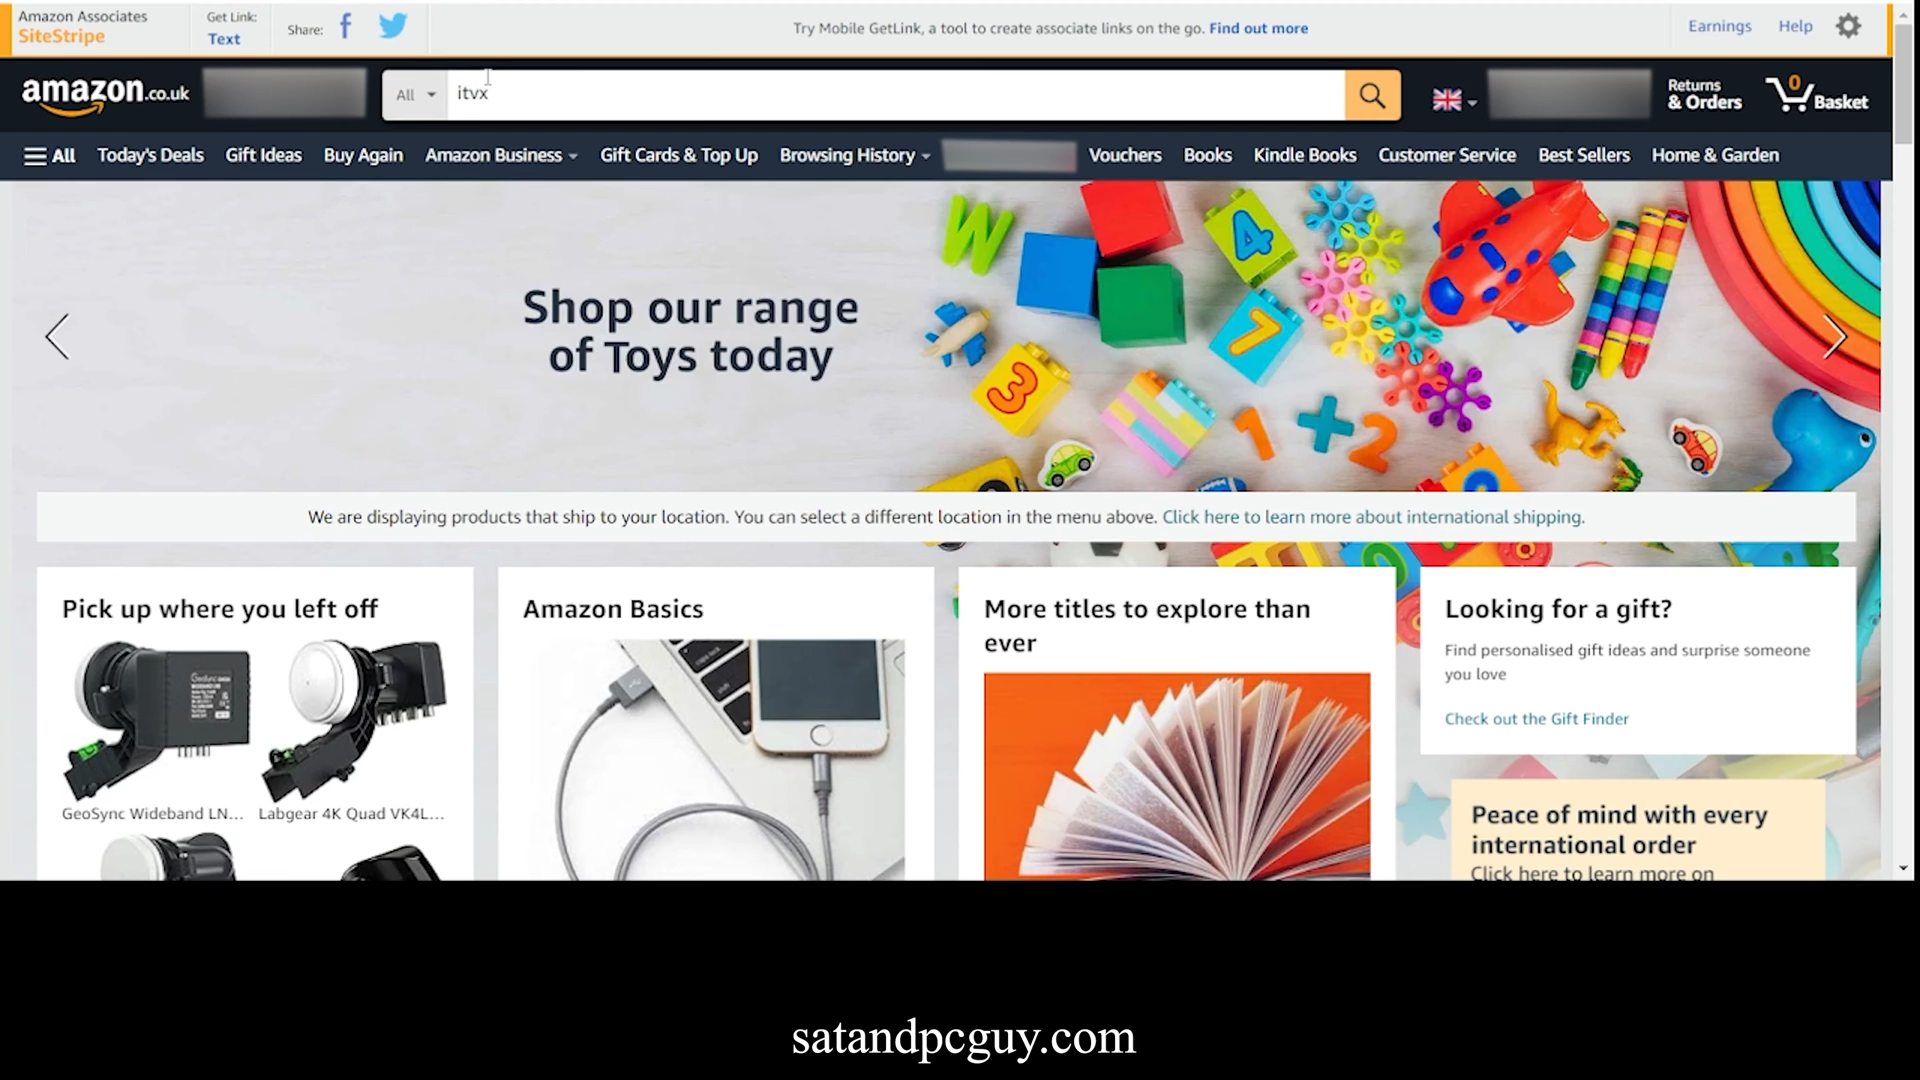 Amazon Associates
SiteStripe
Get Link:
Text
Share:
Try Mobile GetLink, a tool to create associate links on the go. Find out more
Earnings
Help
amazon.co.uk
All
itvx
Returns
& Orders
0
Basket
All
Today's Deals
Gift Ideas
Buy Again
Amazon Business
Gift Cards & Top Up
Browsing History
Vouchers
Books
Kindle Books
Customer Service
Best Sellers
Home & Garden
Shop our range
of Toys today
We are displaying products that ship to your location. You can select a different location in the menu above. Click here to learn more about international shipping.
Pick up where you left off
GeoSync Wideband LN...
Labgear 4K Quad VK4L...
Amazon Basics
More titles to explore than
ever
Looking for a gift?
Find personalised gift ideas and surprise someone
you love
Check out the Gift Finder
Peace of mind with every
international order
Click here to learn more on
satandpcguy.com